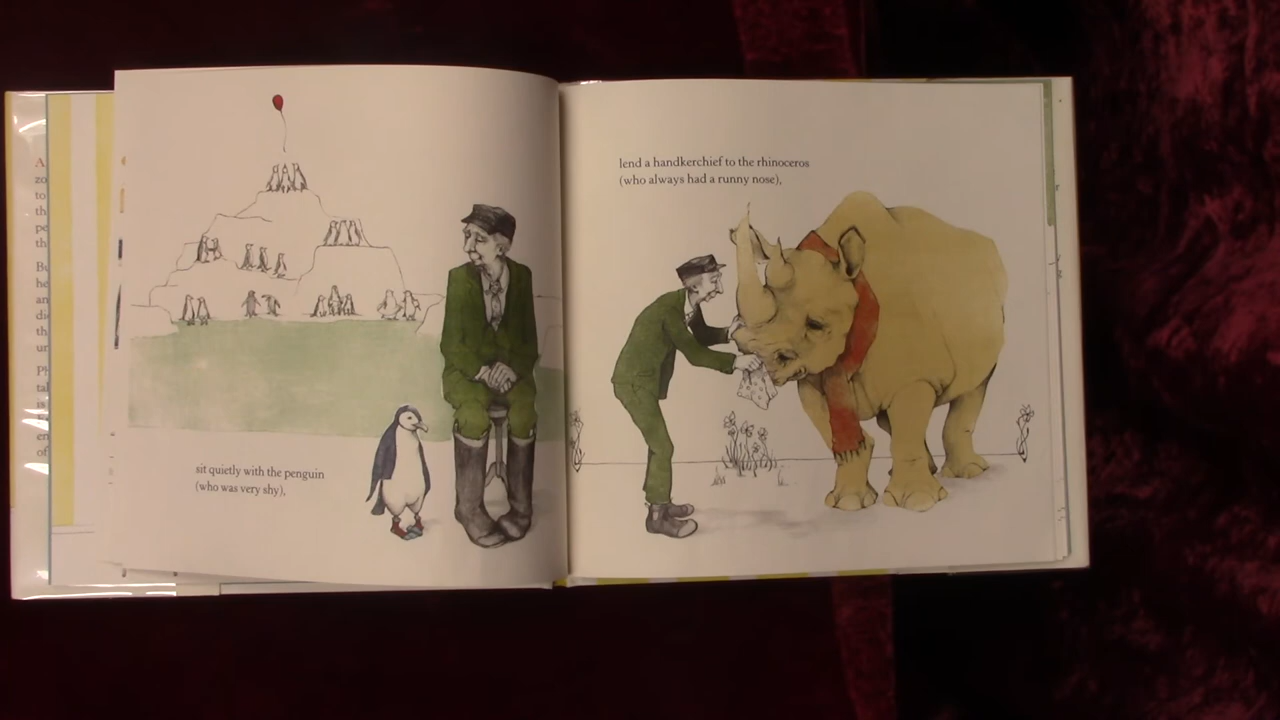 sit quietly with the penguin
(who was very shy),
lend a handkerchief to the rhinoceros
(who always had a runny nose),